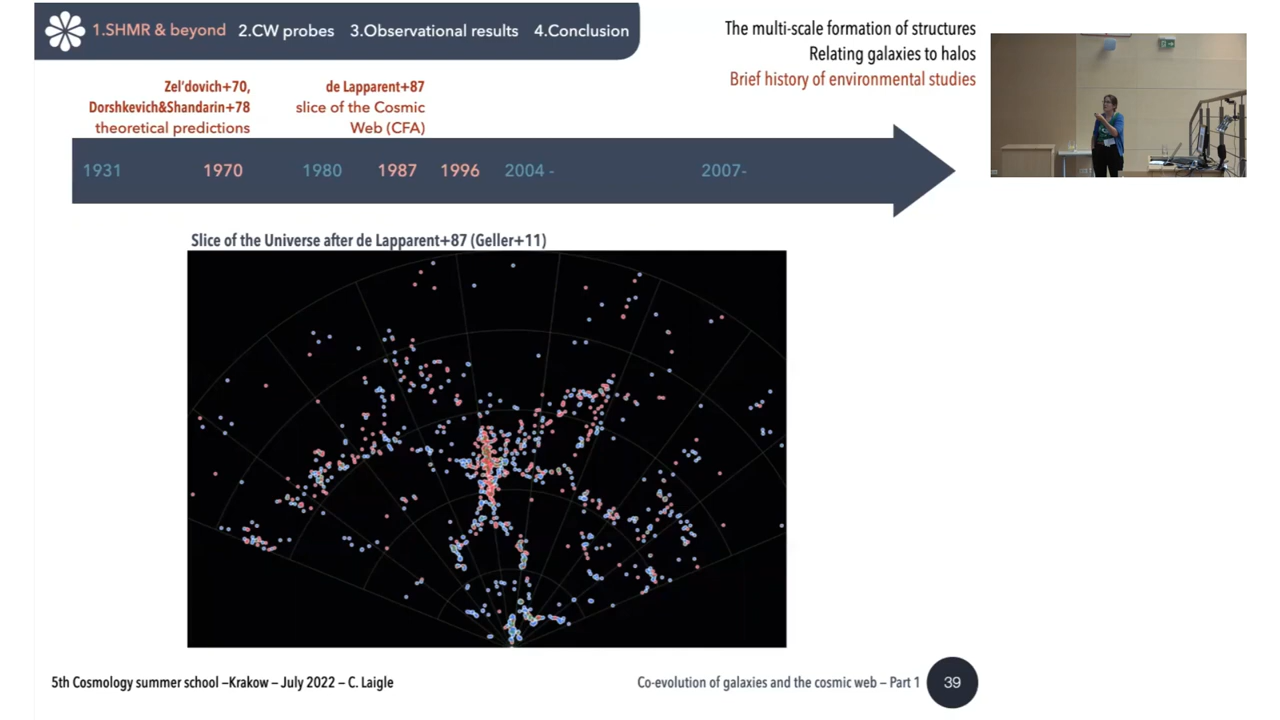 1.SHMR & beyond 2.CW probes 3.Observational results 4.Conclusion
The multi-scale formation of structures
Relating galaxies to halos
Brief history of environmental studies
Zel'dovich+70,
Dorshkevich&Shandarin+78
theoretical predictions
de Lapparent+87
slice of the Cosmic
Web (CFA)
1931 1970 1980 1987 1996 2004 - 2007-
Slice of the Universe after de Lapparent+87 (Geller+11)
5th Cosmology summer school –Krakow – July 2022 – C. Laigle
Co-evolution of galaxies and the cosmic web – Part 1 39